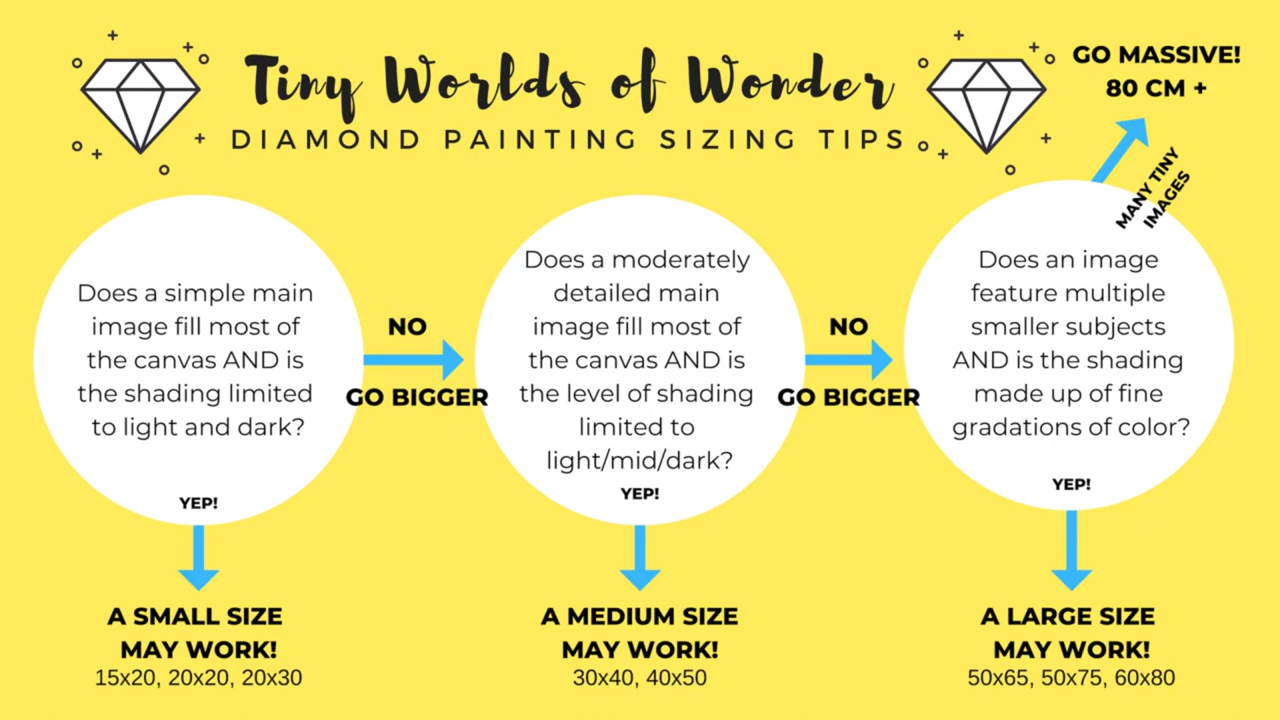 Tiny Worlds of Wonder
DIAMOND PAINTING SIZING TIPS
GO MASSIVE!
80 CM +
MANY TINY
IMAGES
Does a simple main
image fill most of
the canvas AND is
the shading limited
to light and dark?
YEP!
NO
GO BIGGER
Does a moderately
detailed main
image fill most of
the canvas AND is
the level of shading
limited to
light/mid/dark?
YEP!
NO
GO BIGGER
Does an image
feature multiple
smaller subjects
AND is the shading
made up of fine
gradations of color?
YEP!
A SMALL SIZE
MAY WORK!
15x20, 20x20, 20x30
A MEDIUM SIZE
MAY WORK!
30x40, 40x50
A LARGE SIZE
MAY WORK!
50x65, 50x75, 60x80